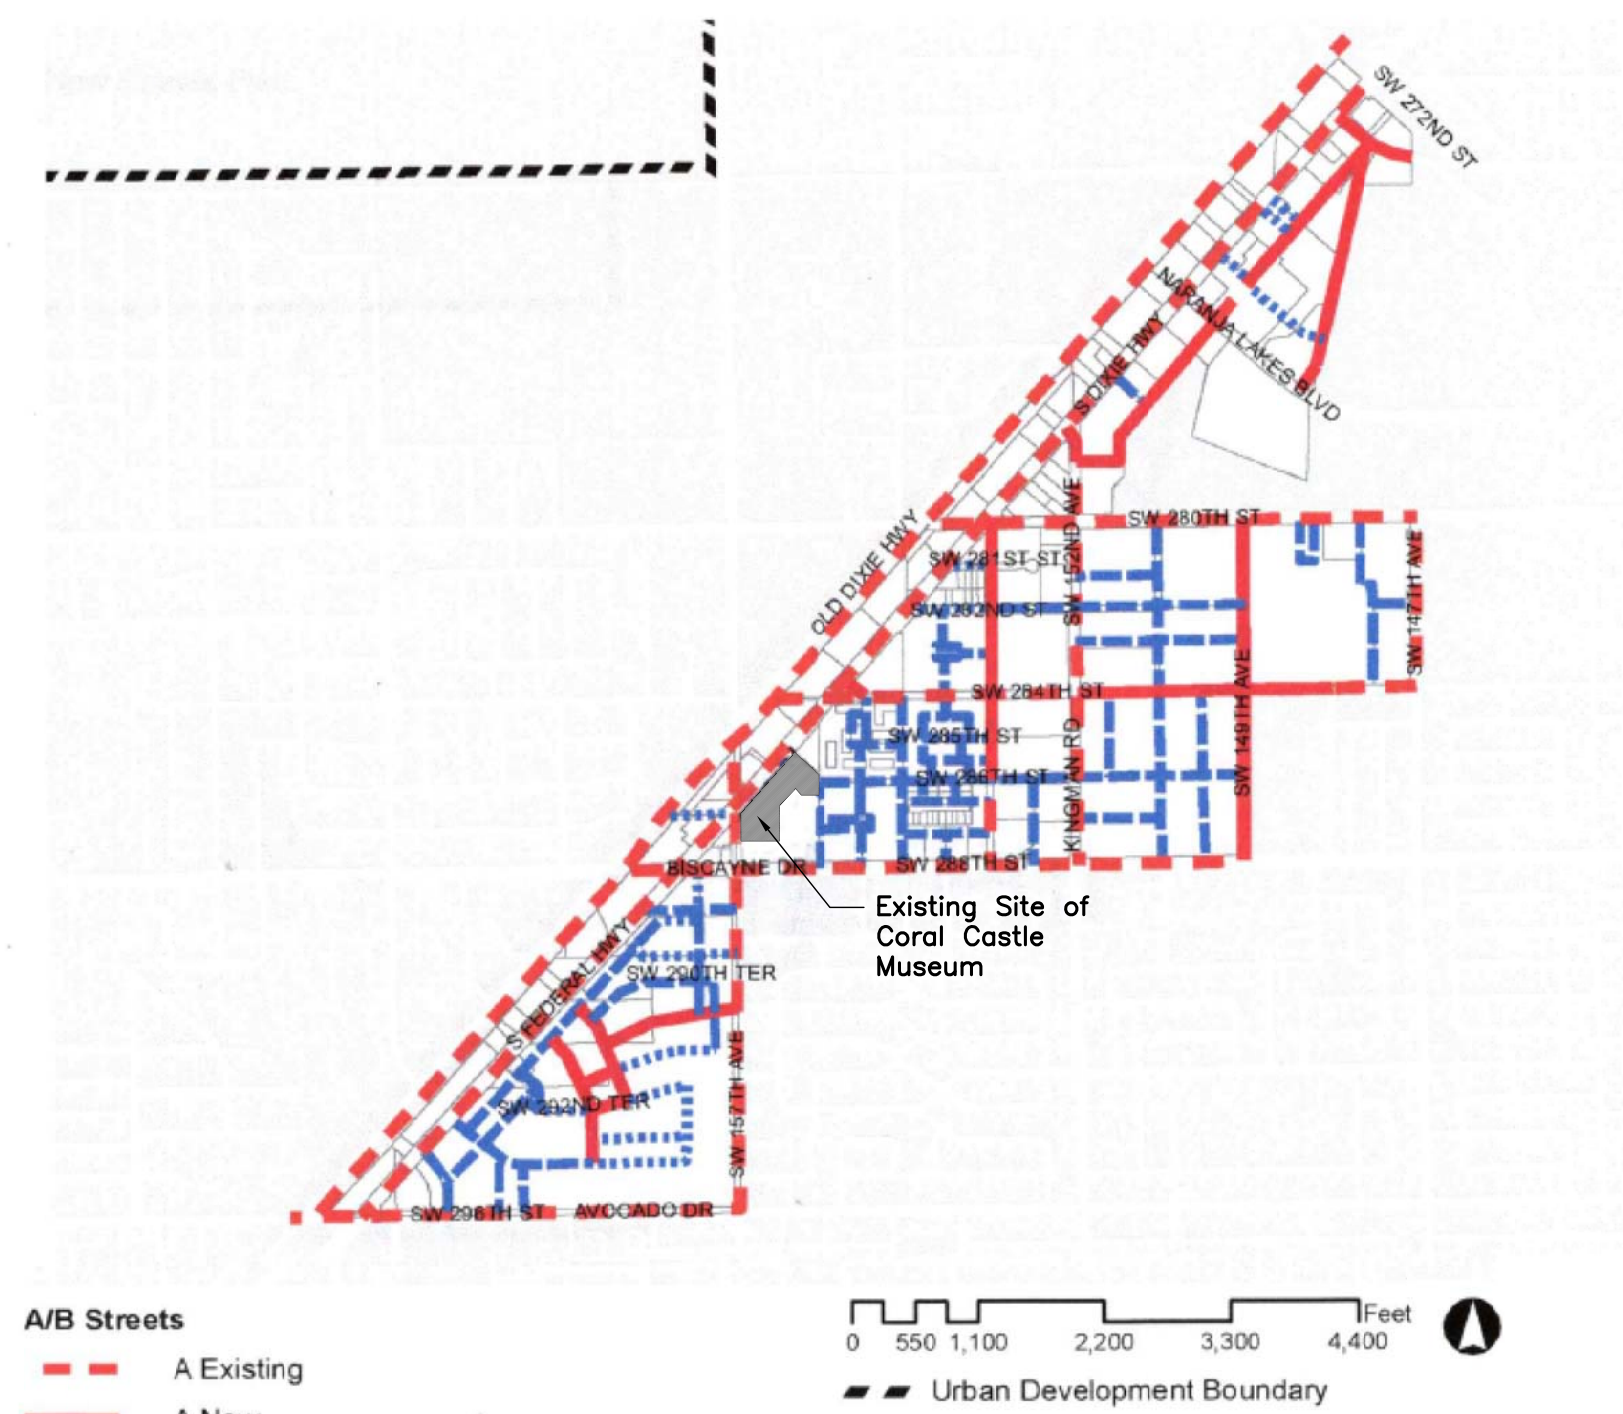 SW 272ND ST
NARANJA LAKES BLVD
S DIXIE HWY
OLD DIXIE HWY
SW 280TH ST
SW 281ST ST
SW 152ND AVE
SW 147TH AVE
SW 282ND ST
SW 284TH ST
SW 149TH AVE
SW 285TH ST
SW 286TH ST
KINGMAN RD
BISCAYNE DR
SW 288TH ST
Existing Site of
Coral Castle
Museum
S FEDERAL HWY
SW 290TH TER
SW 157TH AVE
SW 292ND TER
SW 296TH ST
AVOCADO DR
A/B Streets
A Existing
Feet
0 550 1,100 2,200 3,300 4,400
Urban Development Boundary